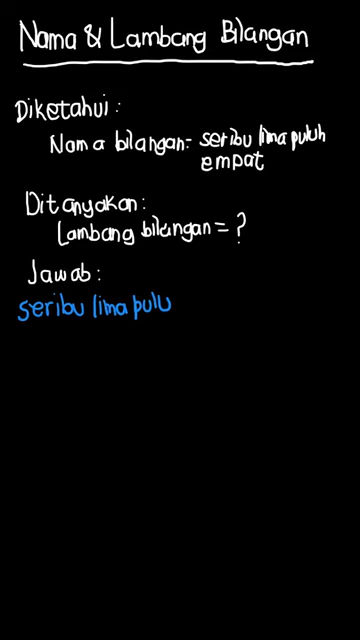 Nama & Lambang Bilangan
Diketahui:
Nama bilangan = seribu lima puluh
empat
Ditanyakan:
Lambang bilangan = ?
Jawab:
seribu lima pulu